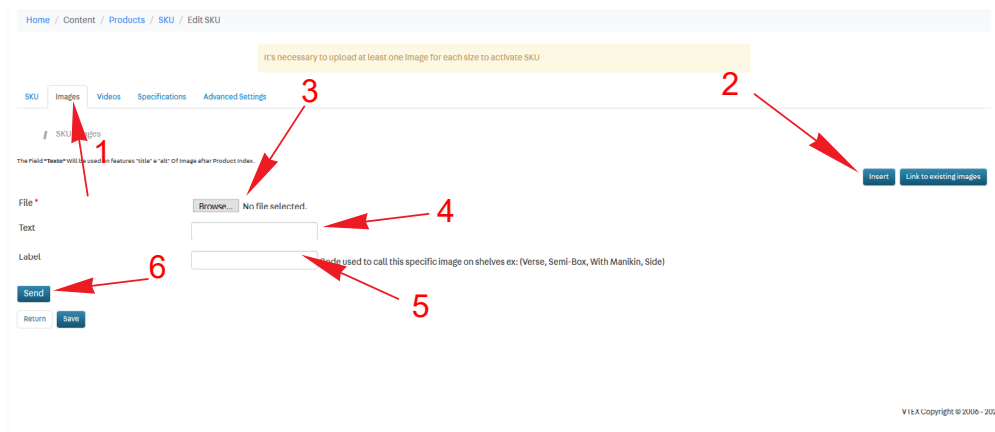 Home / Content / Products / SKU / Edit SKU
It's necessary to upload at least one image for each size to activate SKU
3
2
SKU Images Videos Specifications Advanced Settings
SKU
1
The Field "Texto" Will be used on features "title" e "alt" Of Image after Product Index.
Insert Link to existing images
File * Browse... No file selected.
4
Text
Label Code used to call this specific image on shelves ex: (Verse, Semi-Box, With Manikin, Side)
6
Send
5
Return Save
VTEX Copyright © 2006 -